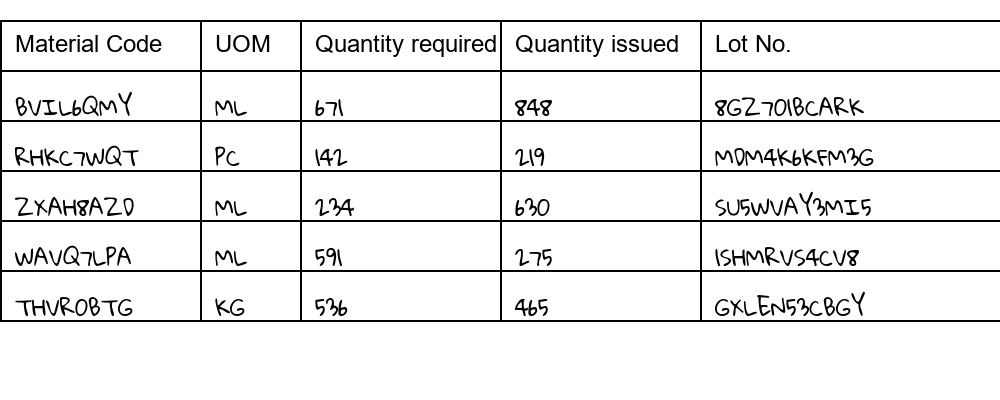 Material Code UOM Quantity required Quantity issued Lot No.
BVIL6QMY ML 671 848 8GZ701BCARK
RHKC7WQT PC 142 219 MDM4K6KFM3G
ZXAH8AZD ML 234 630 SU5WVAY3MI5
WAVQ7LPA ML 591 275 1SHMRVS4CV8
THVROBTG KG 536 465 GXLEN53CBGY